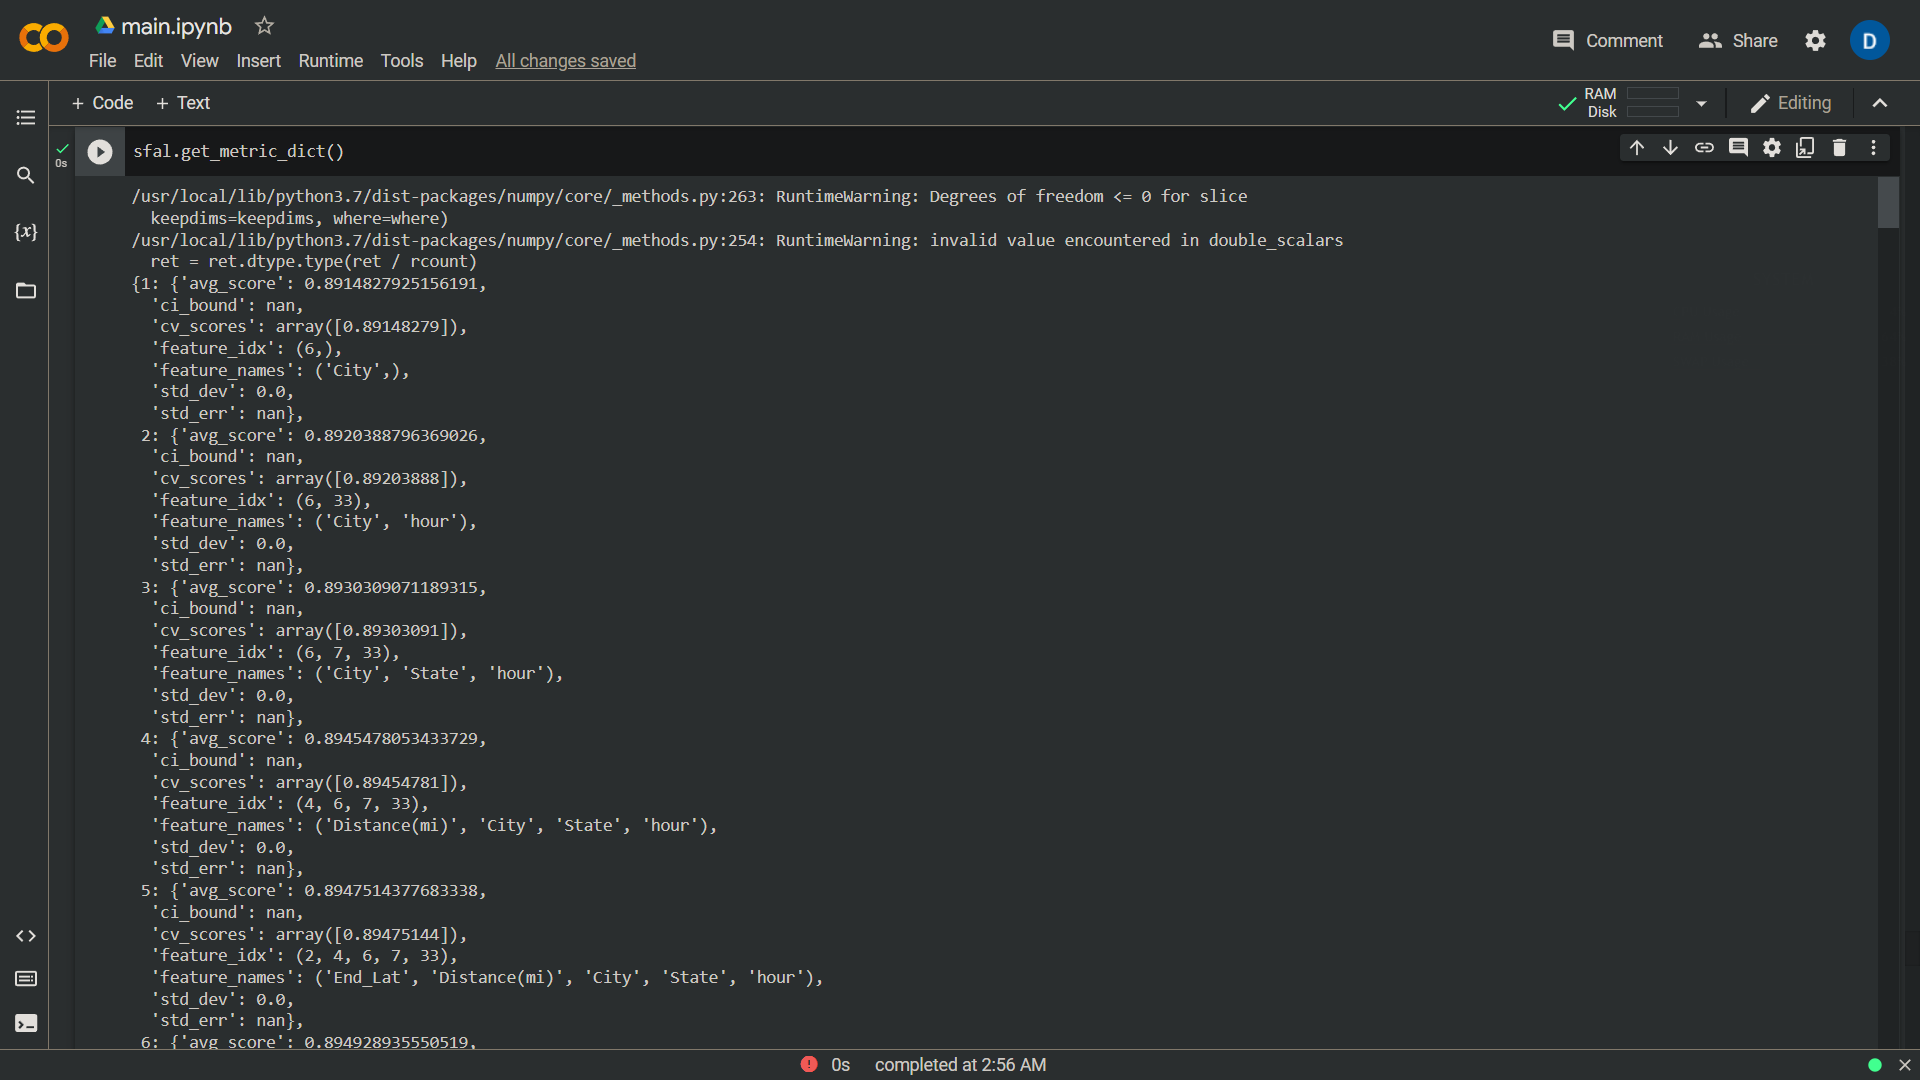 main.ipynb
File Edit View Insert Runtime Tools Help All changes saved
Comment Share D
+ Code + Text
RAM
Disk
Editing
0s
sfal.get_metric_dict()
/usr/local/lib/python3.7/dist-packages/numpy/core/_methods.py:263: RuntimeWarning: Degrees of freedom <= 0 for slice
  keepdims=keepdims, where=where)
/usr/local/lib/python3.7/dist-packages/numpy/core/_methods.py:254: RuntimeWarning: invalid value encountered in double_scalars
  ret = ret.dtype.type(ret / rcount)
{1: {'avg_score': 0.8914827925156191,
  'ci_bound': nan,
  'cv_scores': array([0.89148279]),
  'feature_idx': (6,),
  'feature_names': ('City',),
  'std_dev': 0.0,
  'std_err': nan},
 2: {'avg_score': 0.8920388796369026,
  'ci_bound': nan,
  'cv_scores': array([0.89203888]),
  'feature_idx': (6, 33),
  'feature_names': ('City', 'hour'),
  'std_dev': 0.0,
  'std_err': nan},
 3: {'avg_score': 0.8930309071189315,
  'ci_bound': nan,
  'cv_scores': array([0.89303091]),
  'feature_idx': (6, 7, 33),
  'feature_names': ('City', 'State', 'hour'),
  'std_dev': 0.0,
  'std_err': nan},
 4: {'avg_score': 0.8945478053433729,
  'ci_bound': nan,
  'cv_scores': array([0.89454781]),
  'feature_idx': (4, 6, 7, 33),
  'feature_names': ('Distance(mi)', 'City', 'State', 'hour'),
  'std_dev': 0.0,
  'std_err': nan},
 5: {'avg_score': 0.8947514377683338,
  'ci_bound': nan,
  'cv_scores': array([0.89475144]),
  'feature_idx': (2, 4, 6, 7, 33),
  'feature_names': ('End_Lat', 'Distance(mi)', 'City', 'State', 'hour'),
  'std_dev': 0.0,
  'std_err': nan},
 6: {'avg_score': 0.894928935550519,
0s completed at 2:56 AM